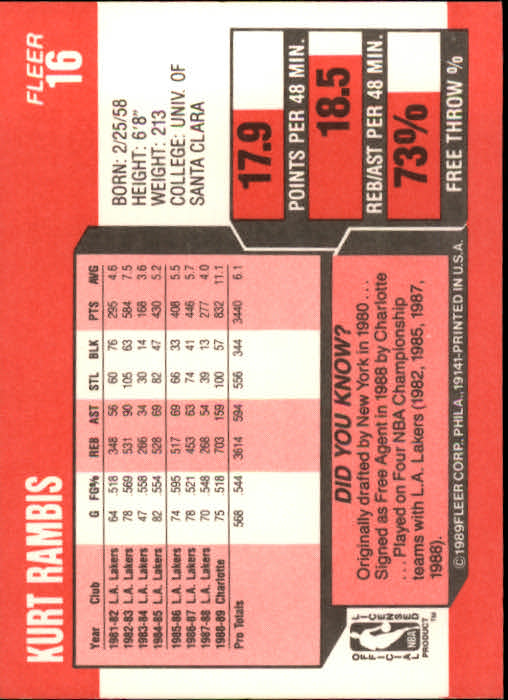 KURT RAMBIS
FLEER
16
BORN: 2/25/58
HEIGHT: 6'8"
WEIGHT: 213
COLLEGE: UNIV. OF
SANTA CLARA
17.9
POINTS PER 48 MIN.
18.5
REB/AST PER 48 MIN.
73%
FREE THROW %
Year Club G FG% REB AST STL BLK PTS AVG
1981-82 L.A. Lakers 64 .518 348 56 60 76 295 4.6
1982-83 L.A. Lakers 78 .569 531 90 105 63 584 7.5
1983-84 L.A. Lakers 47 .558 266 34 30 14 168 3.6
1984-85 L.A. Lakers 82 .554 528 69 82 47 430 5.2
1985-86 L.A. Lakers 74 .595 517 69 66 33 408 5.5
1986-87 L.A. Lakers 78 .521 453 63 74 41 446 5.7
1987-88 L.A. Lakers 70 .548 268 54 39 13 277 4.0
1988-89 Charlotte 75 .518 703 159 100 57 832 11.1
Pro Totals 568 .544 3614 594 556 344 3440 6.1
DID YOU KNOW?
Originally drafted by New York in 1980 ...
Signed as Free Agent in 1988 by Charlotte
... Played on Four NBA Championship
teams with L.A. Lakers (1982, 1985, 1987,
1988).
OFFICIAL LICENSED
NBA
PRODUCT™
©1989 FLEER CORP., PHILA., 19141-PRINTED IN U.S.A.